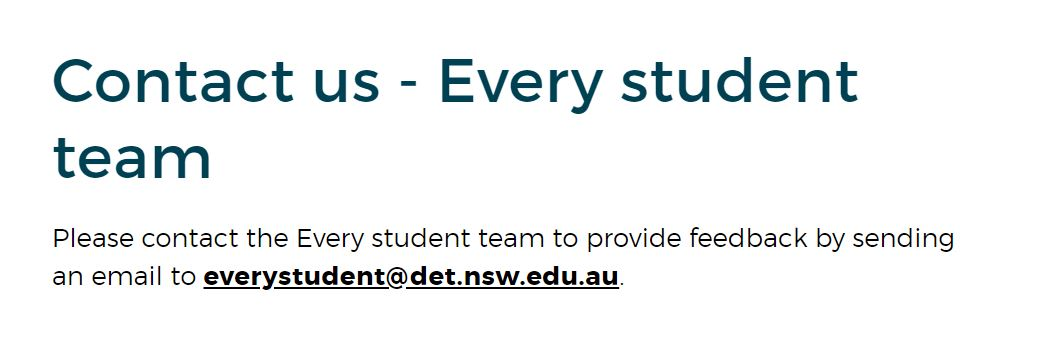 Contact us - Every student
team
Please contact the Every student team to provide feedback by sending
an email to everystudent@det.nsw.edu.au.